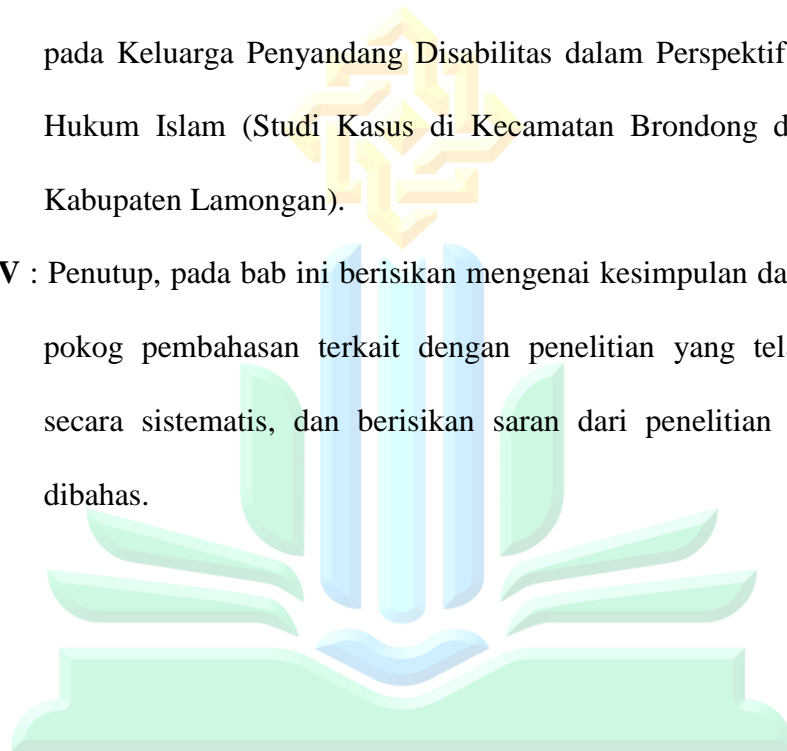 pada Keluarga Penyandang Disabilitas dalam Perspektif
Hukum Islam (Studi Kasus di Kecamatan Brondong d
Kabupaten Lamongan).
V : Penutup, pada bab ini berisikan mengenai kesimpulan da
pokog pembahasan terkait dengan penelitian yang tel
secara sistematis, dan berisikan saran dari penelitian
dibahas.